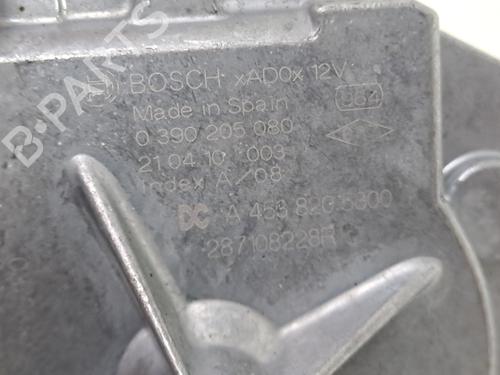 BOSCH xAD0x 12V
Made in Spain
0 390 205 080
21.04.10 003
Index A/08
DC A 453 820 5300
287108228R
B-PARTS